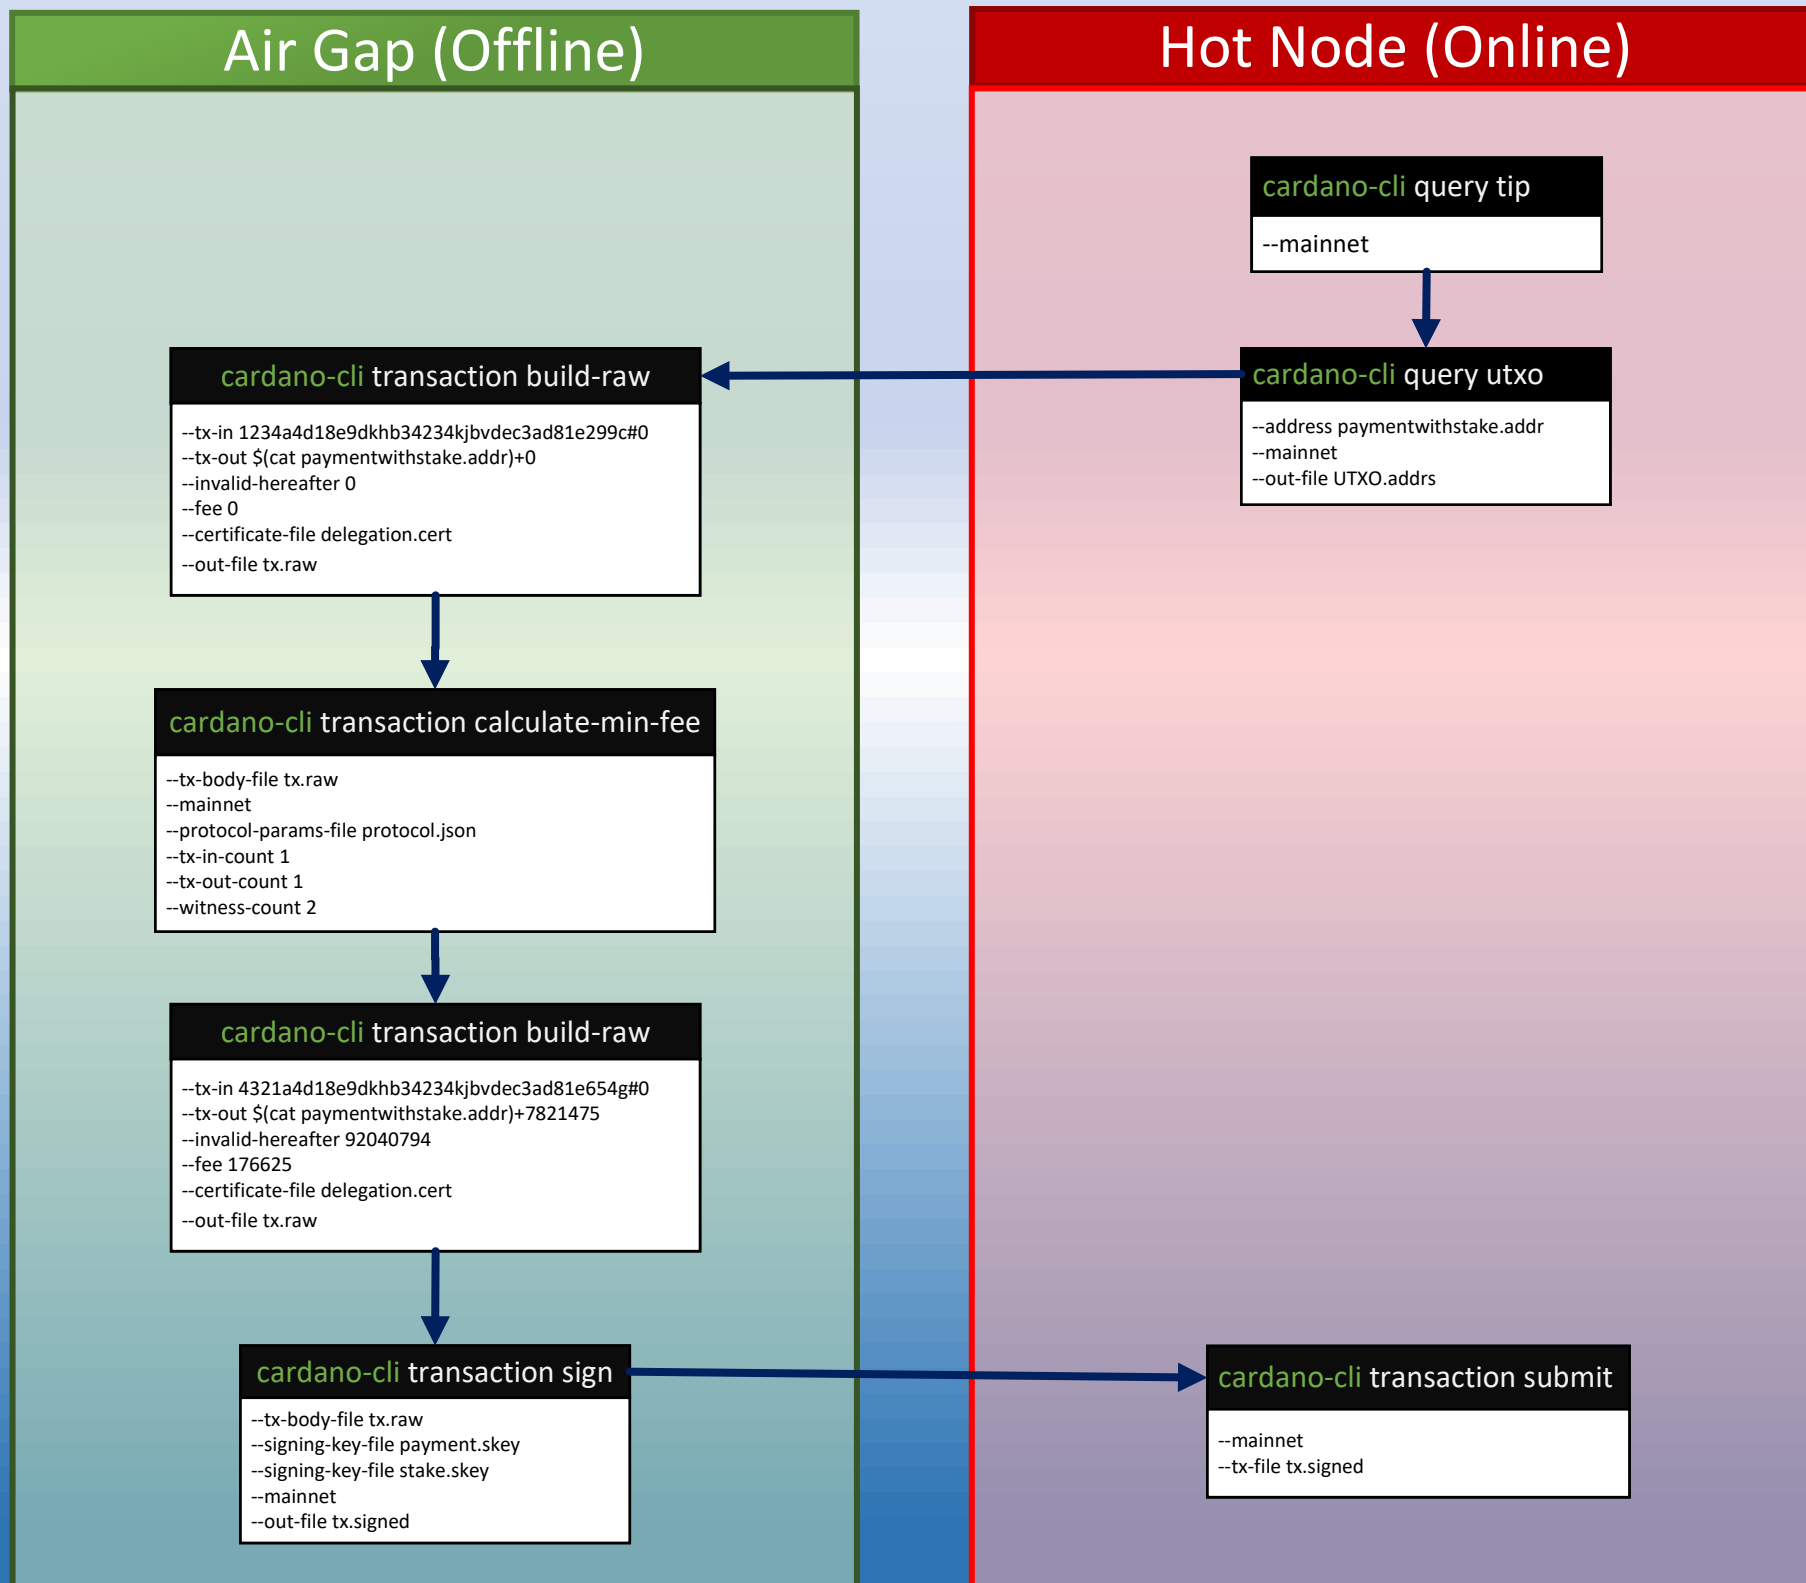 Air Gap (Offline)
Hot Node (Online)
cardano-cli query tip
--mainnet
cardano-cli query utxo
--address paymentwithstake.addr
--mainnet
--out-file UTXO.addrs
cardano-cli transaction build-raw
--tx-in 1234a4d18e9dkhb34234kjbvdec3ad81e299c#0
--tx-out $(cat paymentwithstake.addr)+0
--invalid-hereafter 0
--fee 0
--certificate-file delegation.cert
--out-file tx.raw
cardano-cli transaction calculate-min-fee
--tx-body-file tx.raw
--mainnet
--protocol-params-file protocol.json
--tx-in-count 1
--tx-out-count 1
--witness-count 2
cardano-cli transaction build-raw
--tx-in 4321a4d18e9dkhb34234kjbvdec3ad81e654g#0
--tx-out $(cat paymentwithstake.addr)+7821475
--invalid-hereafter 92040794
--fee 176625
--certificate-file delegation.cert
--out-file tx.raw
cardano-cli transaction sign
--tx-body-file tx.raw
--signing-key-file payment.skey
--signing-key-file stake.skey
--mainnet
--out-file tx.signed
cardano-cli transaction submit
--mainnet
--tx-file tx.signed